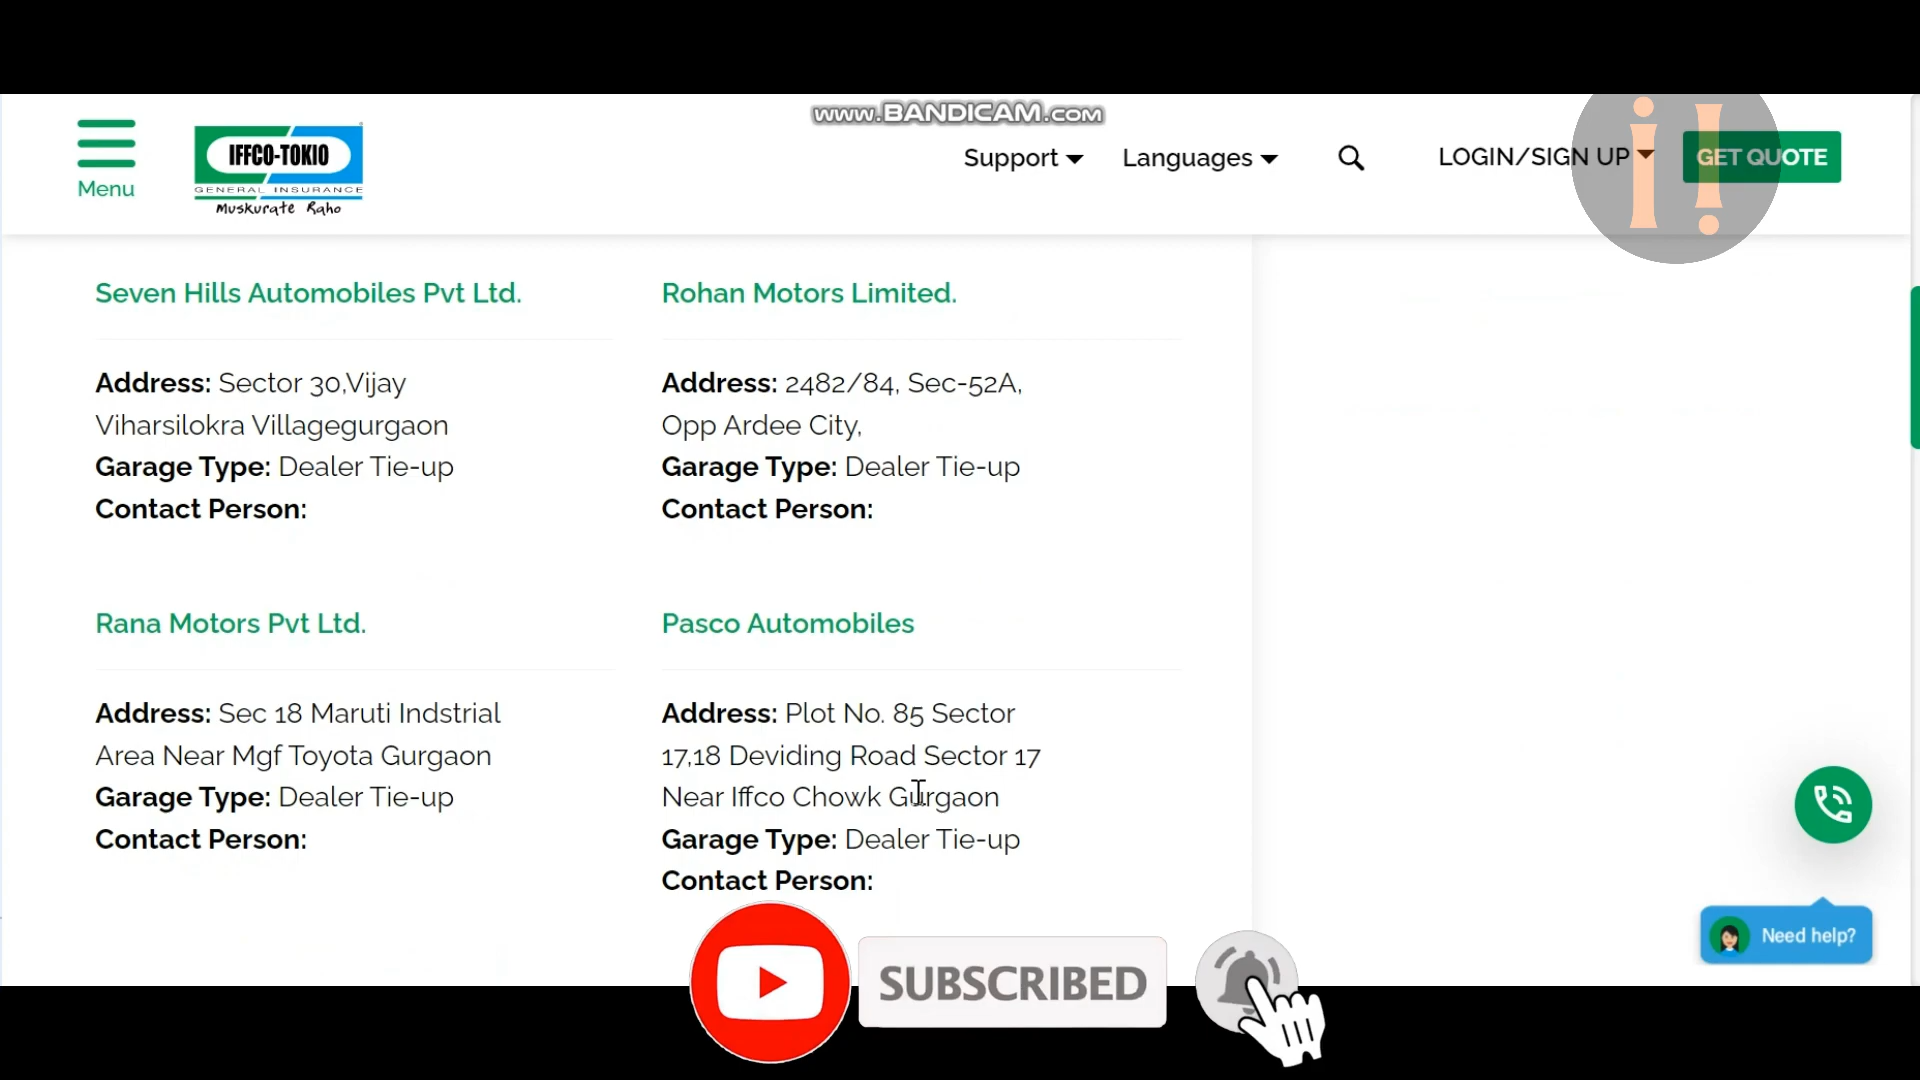 www.BANDICAM.com
Menu
IFFCO-TOKIO
GENERAL INSURANCE
Muskurate Raho
Support
Languages
LOGIN/SIGN UP
GET QUOTE
Seven Hills Automobiles Pvt Ltd.
Address: Sector 30,Vijay
Viharsilokra Villagegurgaon
Garage Type: Dealer Tie-up
Contact Person:
Rohan Motors Limited.
Address: 2482/84, Sec-52A,
Opp Ardee City,
Garage Type: Dealer Tie-up
Contact Person:
Rana Motors Pvt Ltd.
Address: Sec 18 Maruti Indstrial
Area Near Mgf Toyota Gurgaon
Garage Type: Dealer Tie-up
Contact Person:
Pasco Automobiles
Address: Plot No. 85 Sector
17,18 Deviding Road Sector 17
Near Iffco Chowk Gurgaon
Garage Type: Dealer Tie-up
Contact Person:
Need help?
SUBSCRIBED